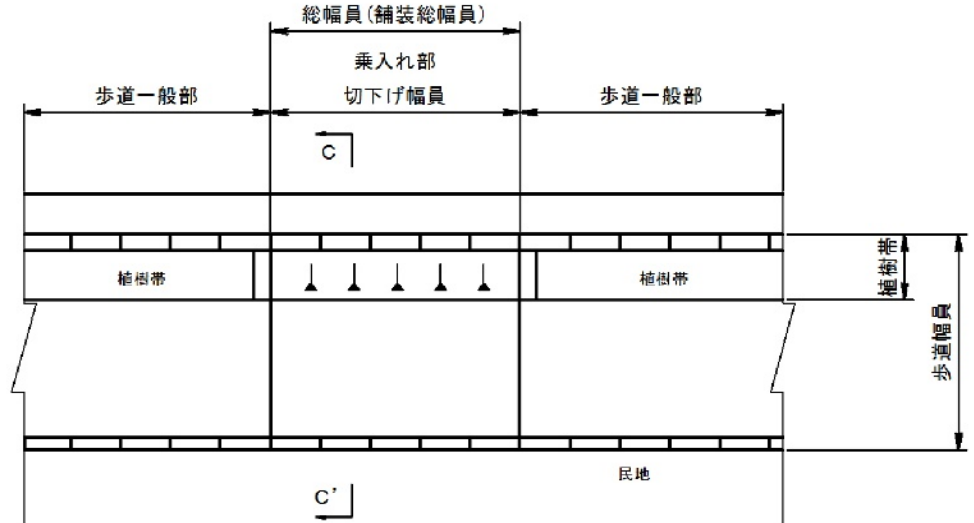 総幅員(舗装総幅員)
乗入れ部
歩道一般部
切下げ幅員
歩道一般部
C
植樹帯
植樹帯
植樹帯
歩道幅員
民地
C'